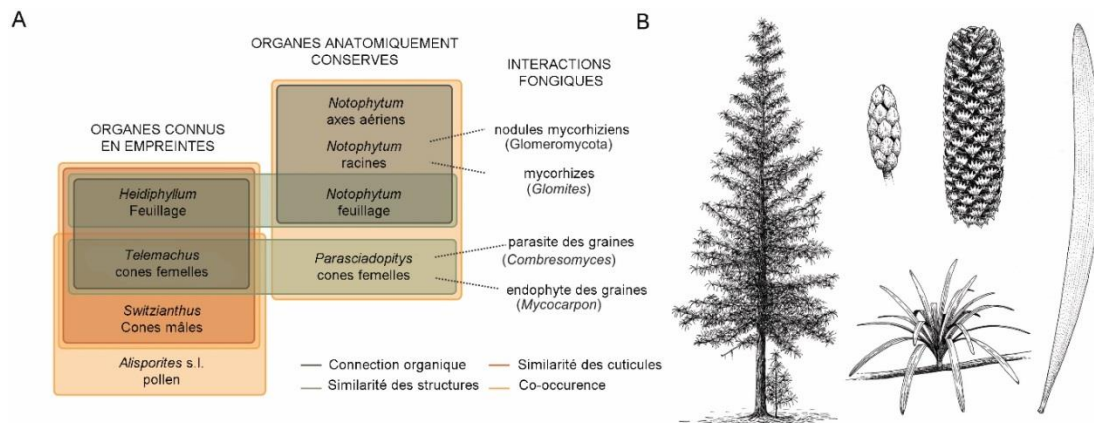 A
ORGANES CONNUS
EN EMPREINTES
Heidiphyllum
Feuillage
Telemachus
cones femelles
Switzianthus
Cones mâles
Alisporites s.l.
pollen
ORGANES ANATOMIQUEMENT
CONSERVES
Notophytum
axes aériens
Notophytum
racines
Notophytum
feuillage
Parasciadopitys
cones femelles
INTERACTIONS
FONGIQUES
nodules mycorhiziens
(Glomeromycota)
mycorhizes
(Glomites)
parasite des graines
(Combresomyces)
endophyte des graines
(Mycocarpon)
Connection organique
Similarité des structures
Similarité des cuticules
Co-occurence
B